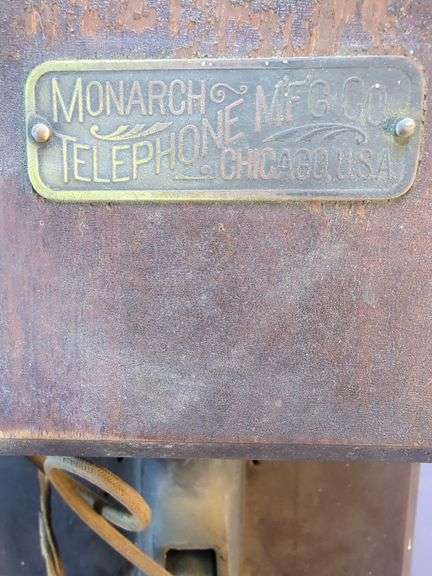 MONARCH TELEPHONE MFG CO.
CHICAGO, U.S.A.